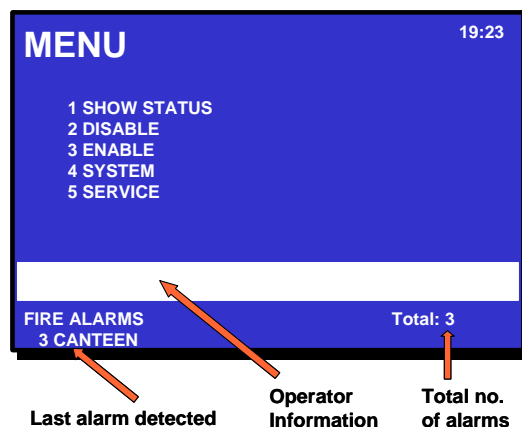 MENU 19:23
1 SHOW STATUS
2 DISABLE
3 ENABLE
4 SYSTEM
5 SERVICE
FIRE ALARMS Total: 3
3 CANTEEN
Last alarm detected
Operator
Information
Total no.
of alarms